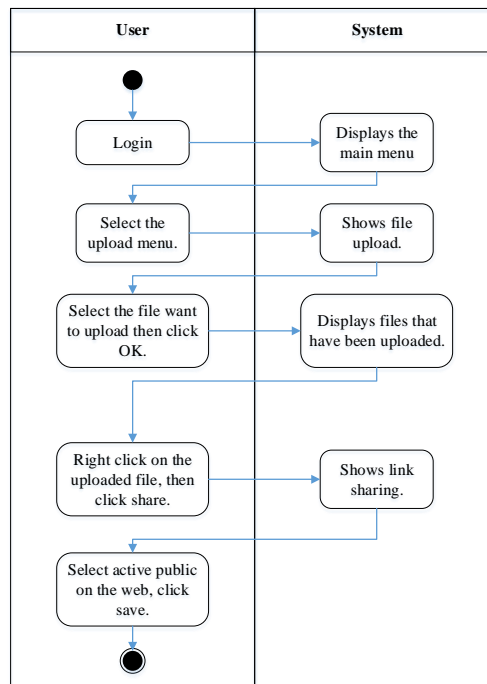 User
System
Login
Displays the
main menu
Select the
upload menu.
Shows file
upload.
Select the file want
to upload then click
OK.
Displays files that
have been uploaded.
Right click on the
uploaded file, then
click share.
Shows link
sharing.
Select active public
on the web, click
save.